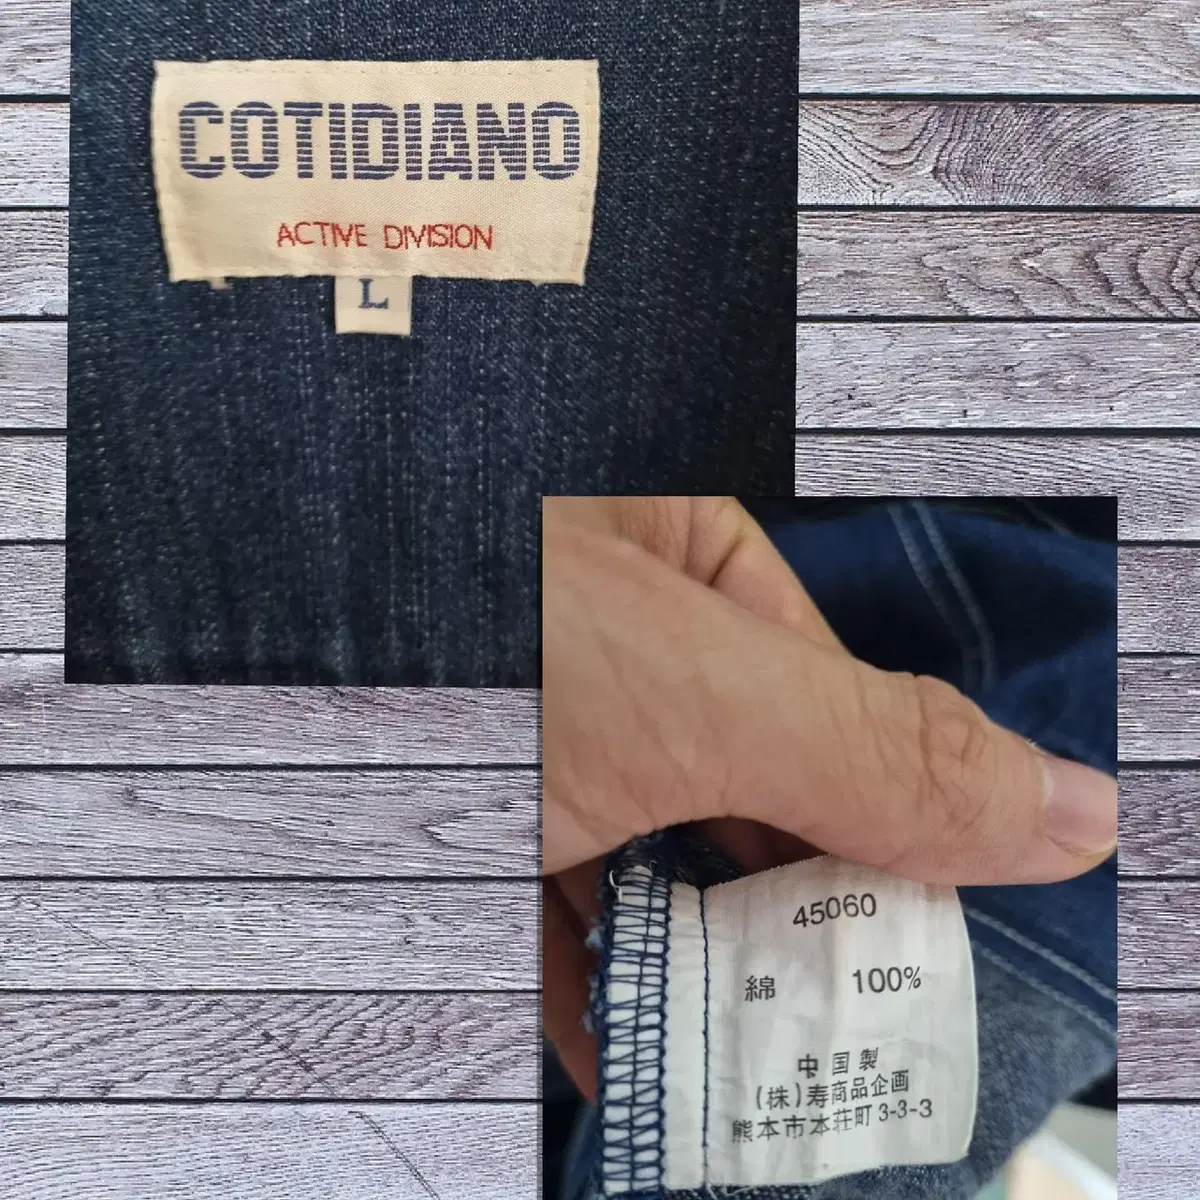 COTIDIANO
ACTIVE DIVISION
L
45060
綿 100%
中国製
(株)寿商品企画
熊本市本荘町3-3-3